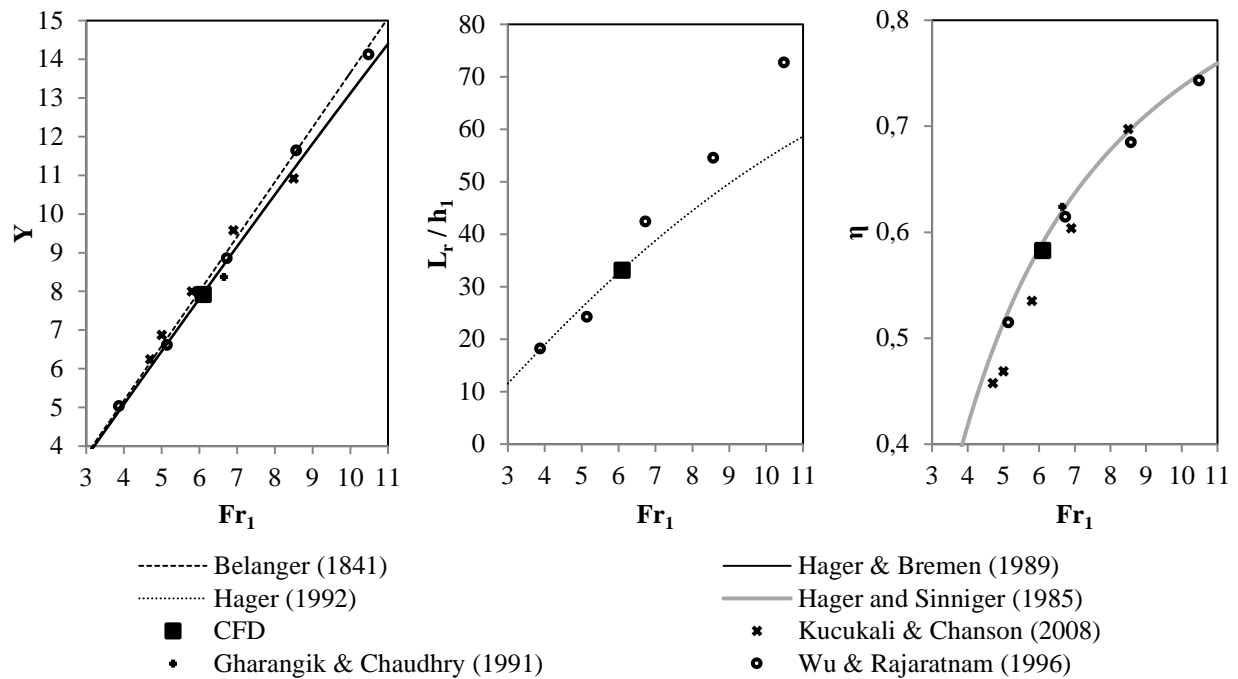 15
14
13
12
11
10
9
8
7
6
5
4
Y
3 4 5 6 7 8 9 10 11
Fr₁
80
70
60
50
40
30
20
10
0
L_r / h₁
3 4 5 6 7 8 9 10 11
Fr₁
0,8
0,7
0,6
0,5
0,4
η
3 4 5 6 7 8 9 10 11
Fr₁
Belanger (1841)
Hager & Bremen (1989)
Hager (1992)
Hager and Sinniger (1985)
CFD
Kucukali & Chanson (2008)
Gharangik & Chaudhry (1991)
Wu & Rajaratnam (1996)